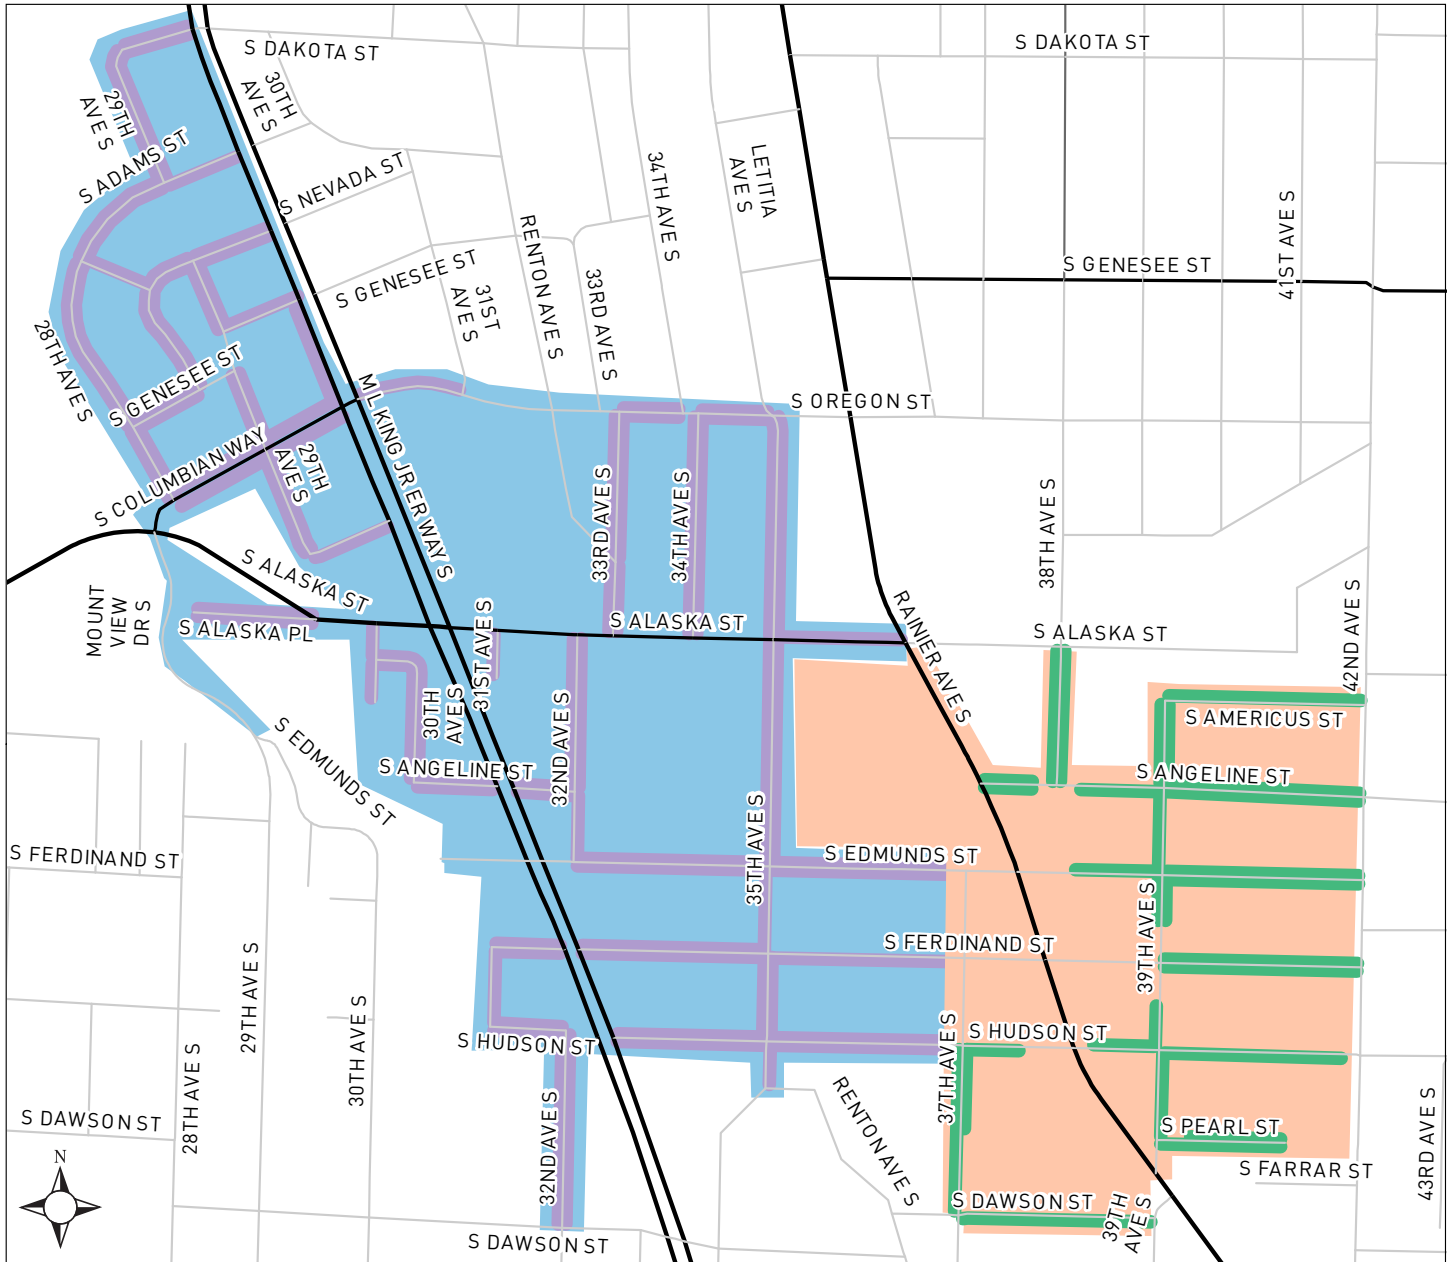 S DAKOTA ST
S DAKOTA ST
30TH
AVE S
29TH
AVE S
S ADAMS ST
S NEVADA ST
LETITIA
AVE S
34TH AVE S
RENTON AVE S
41ST AVE S
S GENESEE ST
S GENESEE ST
33RD AVE S
31ST
AVE S
28TH AVE S
S GENESEE ST
M L KING JR ER WAY S
S OREGON ST
S COLUMBIAN WAY
29TH
AVE S
33RD AVE S
34TH AVE S
38TH AVE S
S ALASKA ST
MOUNT
VIEW
DR S
S ALASKA PL
31ST AVE S
S ALASKA ST
RAINIER AVE S
S ALASKA ST
42ND AVE S
30TH
AVE S
32ND AVE S
S AMERICUS ST
S EDMUNDS ST
S ANGELINE ST
S ANGELINE ST
35TH AVE S
S FERDINAND ST
S EDMUNDS ST
39TH AVE S
29TH AVE S
S FERDINAND ST
30TH AVE S
S HUDSON ST
37TH AVE S
S HUDSON ST
28TH AVE S
S DAWSON ST
32ND AVE S
RENTON AVE S
S PEARL ST
S FARRAR ST
43RD AVE S
N
S DAWSON ST
39TH
AVE S
S DAWSON ST